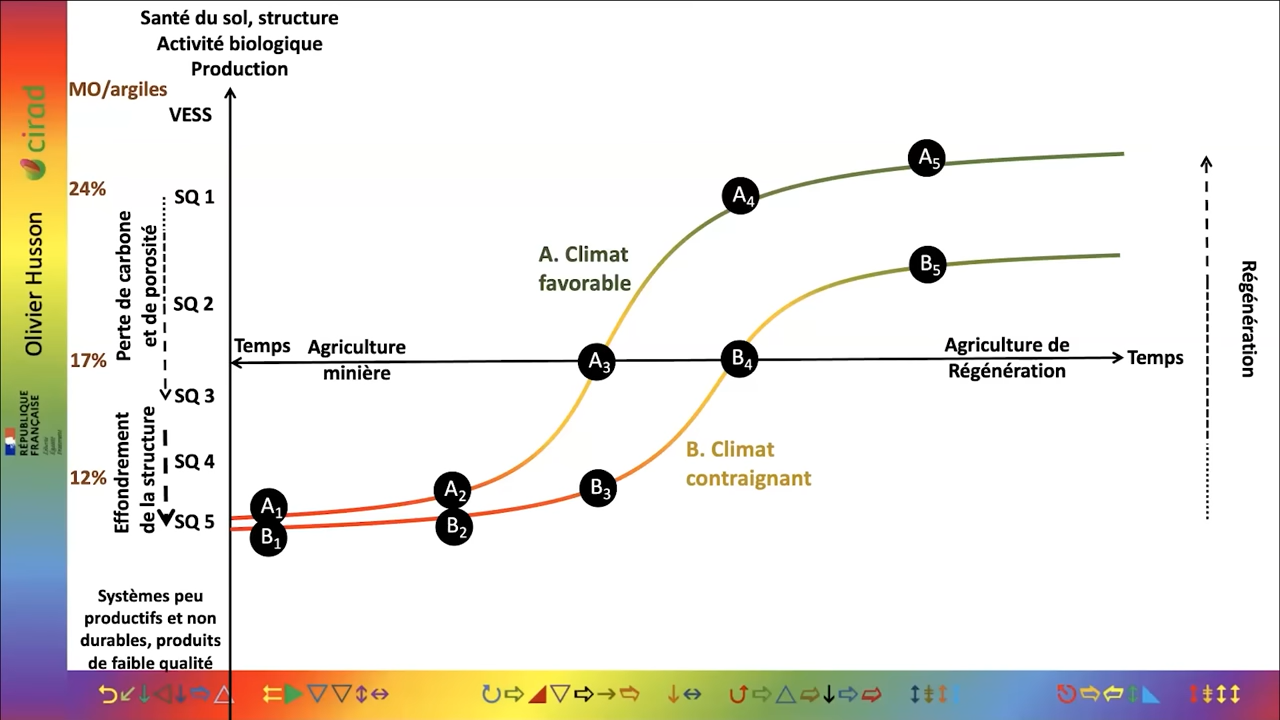 Santé du sol, structure
Activité biologique
Production
MO/argiles
VESS
24%
SQ 1
SQ 2
17%
SQ 3
SQ 4
12%
SQ 5
Perte de carbone
et de porosité
Effondrement
de la structure
Systèmes peu
productifs et non
durables, produits
de faible qualité
Temps
Agriculture
minière
A. Climat
favorable
B. Climat
contraignant
Agriculture de
Régénération
Temps
Régénération
A1
A2
A3
A4
A5
B1
B2
B3
B4
B5
cirad
Olivier Husson
RÉPUBLIQUE
FRANÇAISE